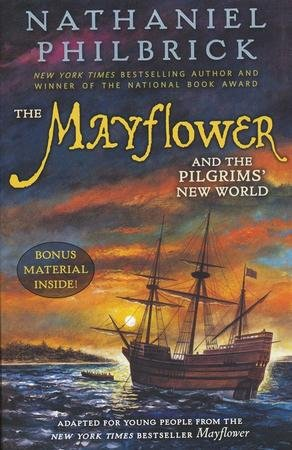 NATHANIEL
PHILBRICK
NEW YORK TIMES BESTSELLING AUTHOR AND
WINNER OF THE NATIONAL BOOK AWARD
THE MAYFLOWER
AND THE
PILGRIMS'
NEW WORLD
BONUS
MATERIAL
INSIDE!
ADAPTED FOR YOUNG PEOPLE FROM THE
NEW YORK TIMES BESTSELLER Mayflower